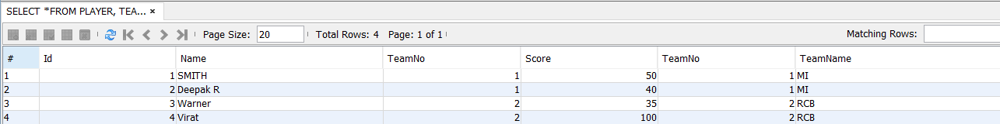 SELECT *FROM PLAYER, TEA... ×
Page Size: 20 Total Rows: 4 Page: 1 of 1 Matching Rows:
# Id Name TeamNo Score TeamNo TeamName
1 1 SMITH 1 50 1 MI
2 2 Deepak R 1 40 1 MI
3 3 Warner 2 35 2 RCB
4 4 Virat 2 100 2 RCB